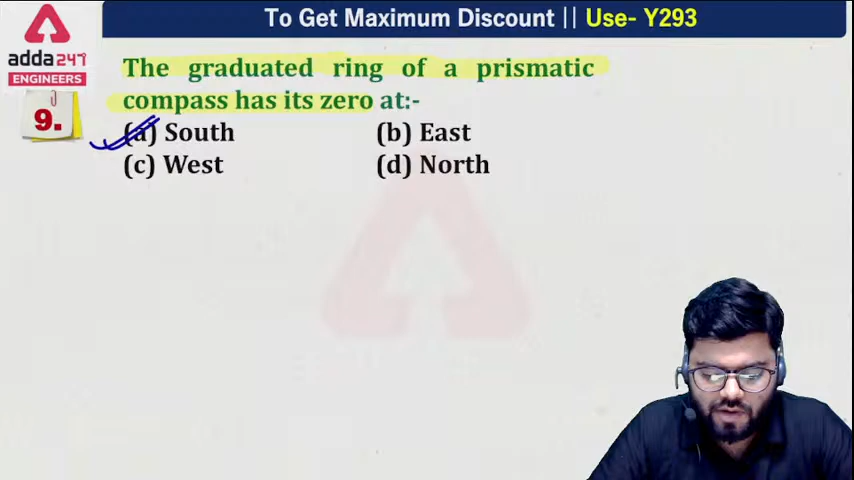 To Get Maximum Discount || Use- Y293
adda247
ENGINEERS
9.
The graduated ring of a prismatic
compass has its zero at:-
(a) South (b) East
(c) West (d) North